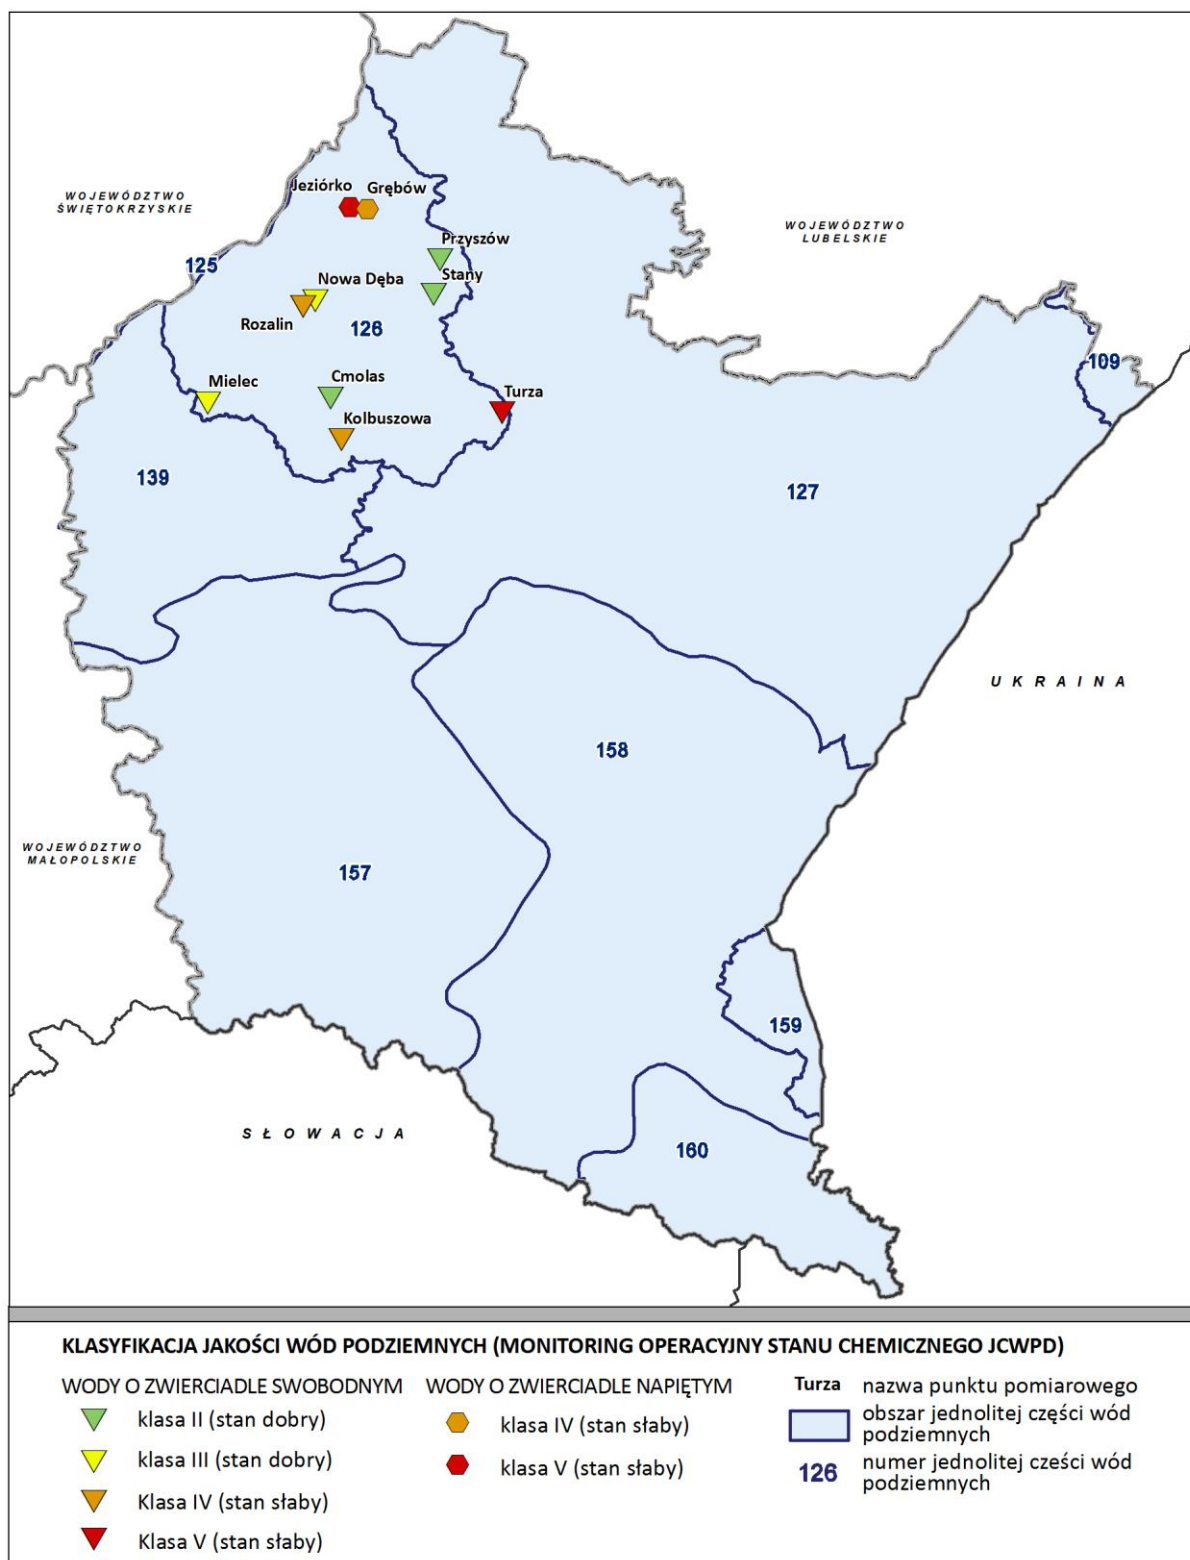 WOJEWÓDZTWO
ŚWIĘTOKRZYSKIE
Jeziórko
Grębów
WOJEWÓDZTWO
LUBELSKIE
Przyszów
125
Stany
Nowa Dęba
Rozalin
126
109
Mielec
Cmolas
Turza
Kolbuszowa
139
127
UKRAINA
158
WOJEWÓDZTWO
MAŁOPOLSKIE
157
159
SŁOWACJA
160
KLASYFIKACJA JAKOŚCI WÓD PODZIEMNYCH (MONITORING OPERACYJNY STANU CHEMICZNEGO JCWPD)
WODY O ZWIERCIADLE SWOBODNYM
klasa II (stan dobry)
klasa III (stan dobry)
Klasa IV (stan słaby)
Klasa V (stan słaby)
WODY O ZWIERCIADLE NAPIĘTYM
klasa IV (stan słaby)
klasa V (stan słaby)
Turza nazwa punktu pomiarowego
obszar jednolitej części wód
podziemnych
126 numer jednolitej cześci wód
podziemnych